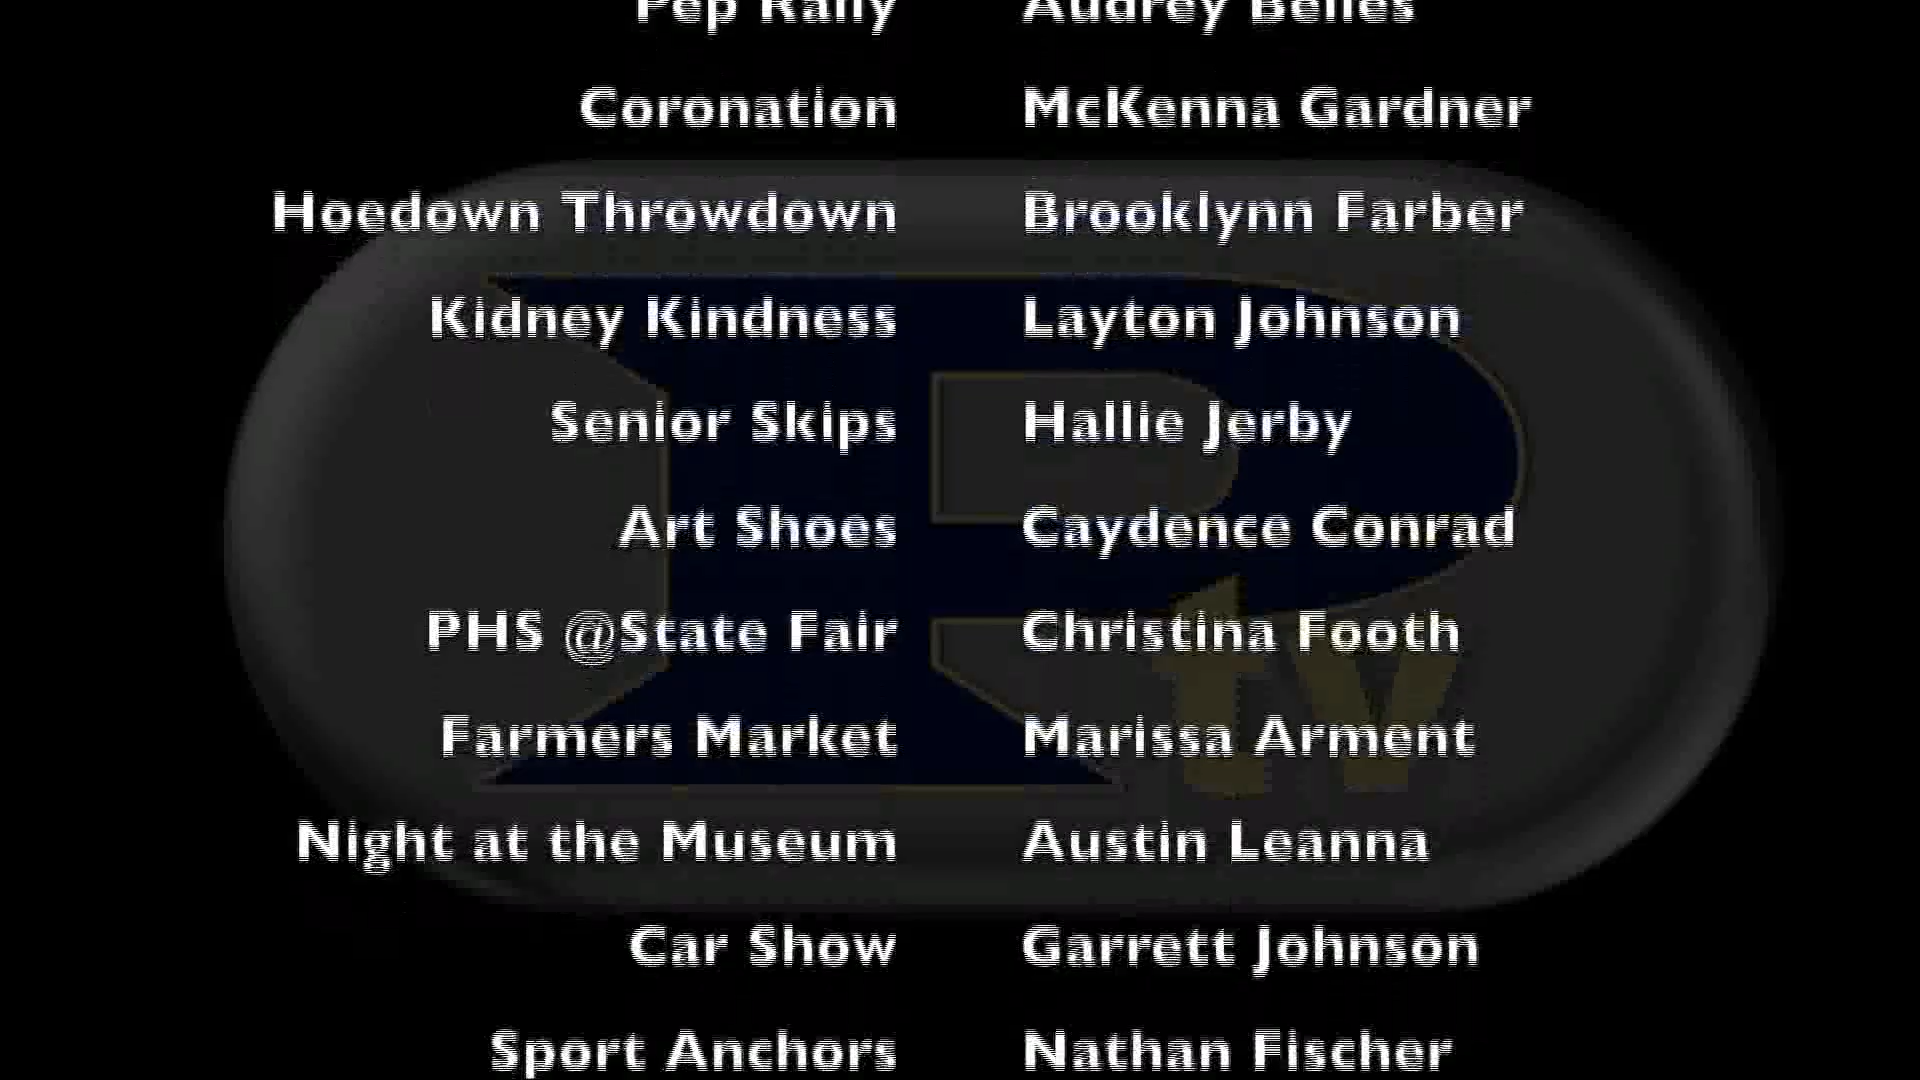 Pep Rally Audrey Belles
Coronation McKenna Gardner
Hoedown Throwdown Brooklynn Farber
Kidney Kindness Layton Johnson
Senior Skips Hallie Jerby
Art Shoes Caydence Conrad
PHS @State Fair Christina Footh
Farmers Market Marissa Arment
Night at the Museum Austin Leanna
Car Show Garrett Johnson
Sport Anchors Nathan Fischer
P
tv